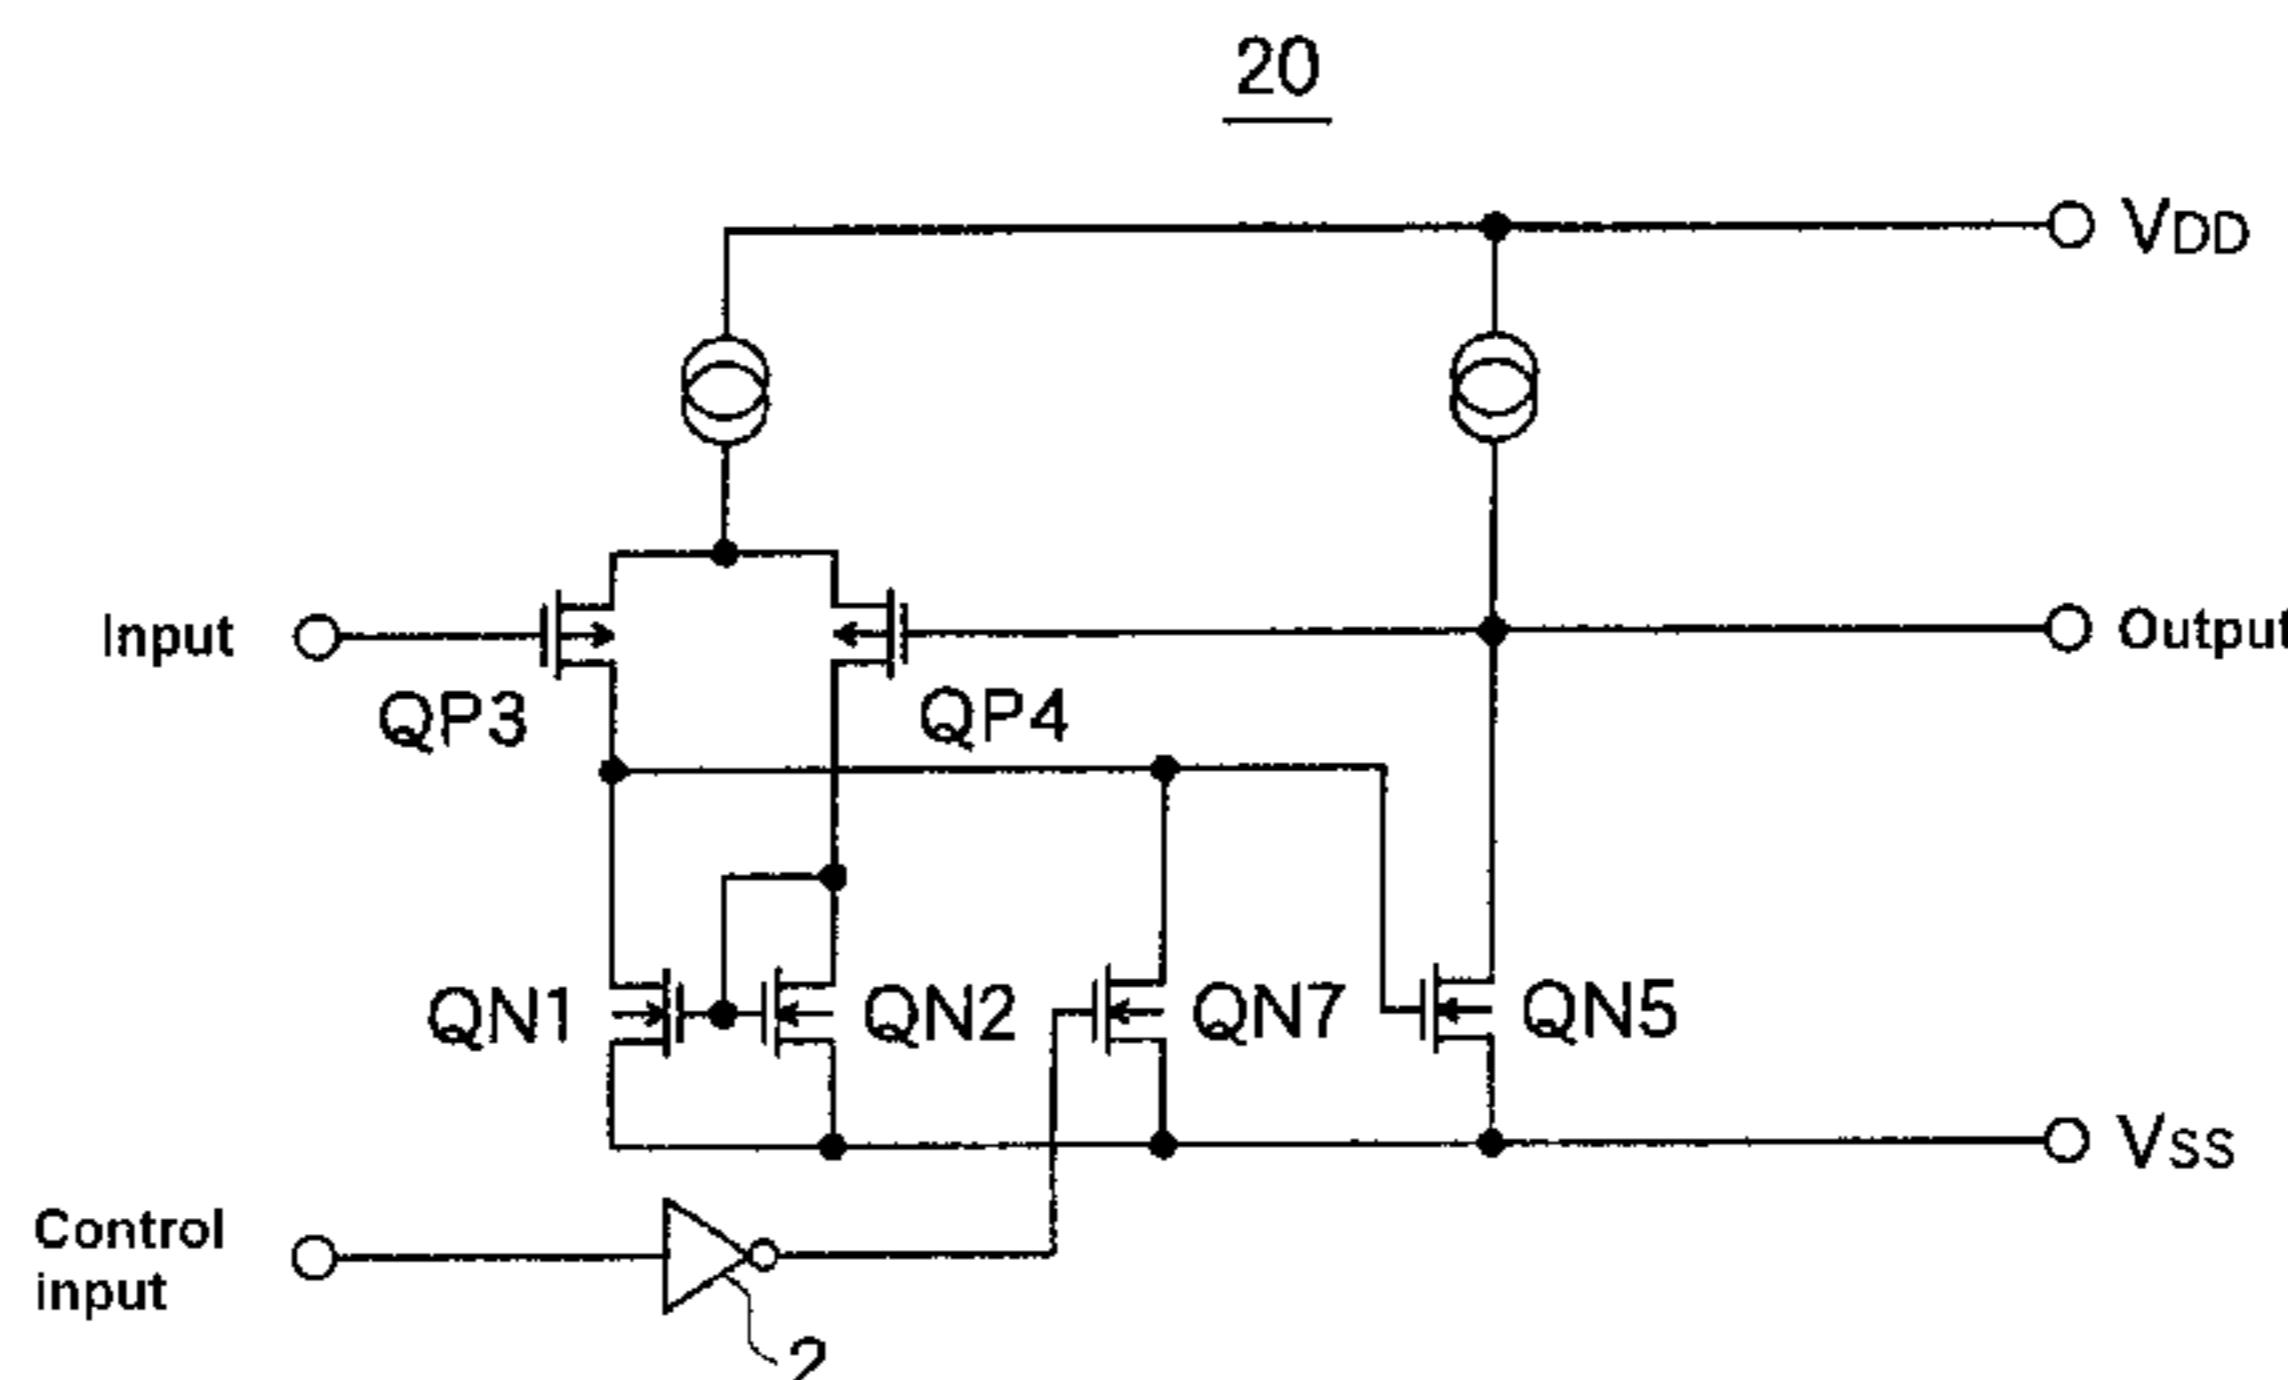 20
VDD
Input
Output
QP3
QP4
QN1
QN2
QN7
QN5
VSS
Control
input
2